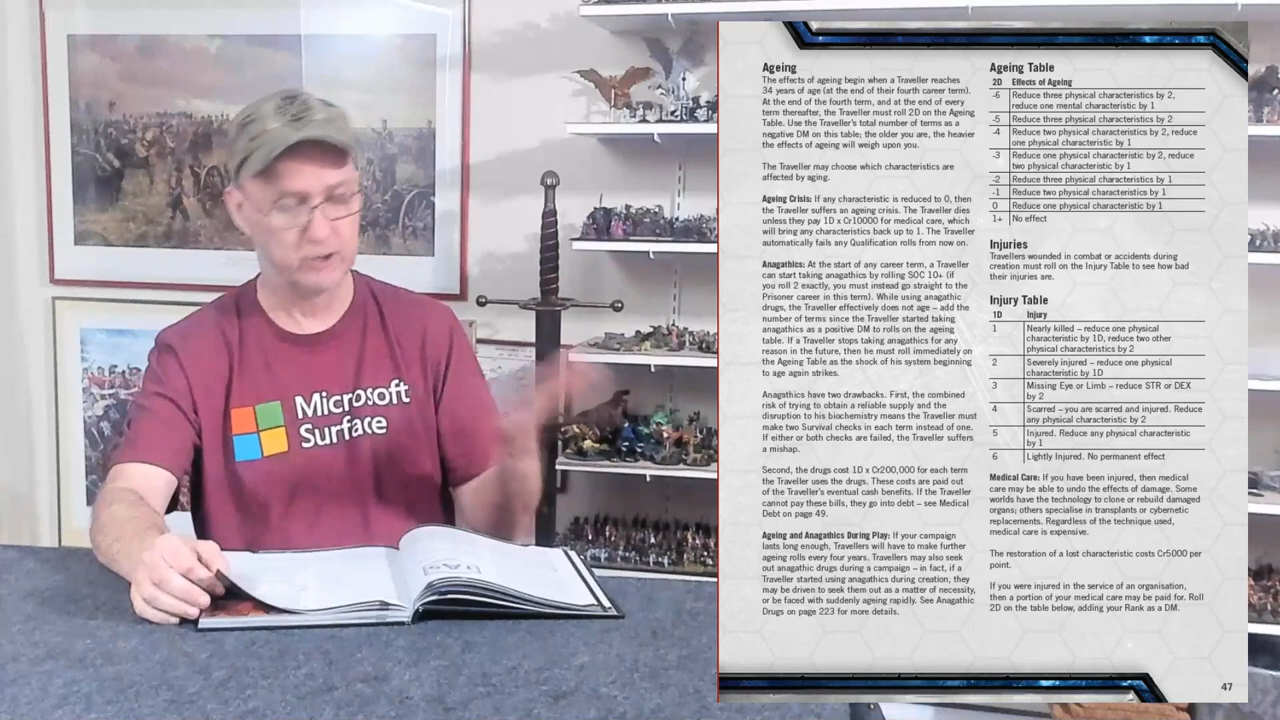 Microsoft
Surface
TAS
Ageing
The effects of ageing begin when a Traveller reaches
34 years of age (at the end of their fourth career term).
At the end of the fourth term, and at the end of every
term thereafter, the Traveller must roll 2D on the Ageing
Table. Use the Traveller's total number of terms as a
negative DM on this table; the older you are, the heavier
the effects of ageing will weigh upon you.
The Traveller may choose which characteristics are
affected by aging.
Ageing Crisis: If any characteristic is reduced to 0, then
the Traveller suffers an ageing crisis. The Traveller dies
unless they pay 1D x Cr10000 for medical care, which
will bring any characteristics back up to 1. The Traveller
automatically fails any Qualification rolls from now on.
Anagathics: At the start of any career term, a Traveller
can start taking anagathics by rolling SOC 10+ (if
you roll 2 exactly, you must instead go straight to the
Prisoner career in this term). While using anagathic
drugs, the Traveller effectively does not age – add the
number of terms since the Traveller started taking
anagathics as a positive DM to rolls on the ageing
table. If a Traveller stops taking anagathics for any
reason in the future, then he must roll immediately on
the Ageing Table as the shock of his system beginning
to age again strikes.
Anagathics have two drawbacks. First, the combined
risk of trying to obtain a reliable supply and the
disruption to his biochemistry means the Traveller must
make two Survival checks in each term instead of one.
If either or both checks are failed, the Traveller suffers
a mishap.
Second, the drugs cost 1D x Cr200,000 for each term
the Traveller uses the drugs. These costs are paid out
of the Traveller's eventual cash benefits. If the Traveller
cannot pay these bills, they go into debt – see Medical
Debt on page 49.
Ageing and Anagathics During Play: If your campaign
lasts long enough, Travellers will have to make further
ageing rolls every four years. Travellers may also seek
out anagathic drugs during a campaign – in fact, if a
Traveller started using anagathics during creation, they
may be driven to seek them out as a matter of necessity,
or be faced with suddenly ageing rapidly. See Anagathic
Drugs on page 223 for more details.
Ageing Table
2D Effects of Ageing
-6 Reduce three physical characteristics by 2,
reduce one mental characteristic by 1
-5 Reduce three physical characteristics by 2
-4 Reduce two physical characteristics by 2, reduce
one physical characteristic by 1
-3 Reduce one physical characteristic by 2, reduce
two physical characteristic by 1
-2 Reduce three physical characteristics by 1
-1 Reduce two physical characteristics by 1
0 Reduce one physical characteristic by 1
1+ No effect
Injuries
Travellers wounded in combat or accidents during
creation must roll on the Injury Table to see how bad
their injuries are.
Injury Table
1D Injury
1 Nearly killed – reduce one physical
characteristic by 1D, reduce two other
physical characteristics by 2
2 Severely injured – reduce one physical
characteristic by 1D
3 Missing Eye or Limb – reduce STR or DEX
by 2
4 Scarred – you are scarred and injured. Reduce
any physical characteristic by 2
5 Injured. Reduce any physical characteristic
by 1
6 Lightly Injured. No permanent effect
Medical Care: If you have been injured, then medical
care may be able to undo the effects of damage. Some
worlds have the technology to clone or rebuild damaged
organs; others specialise in transplants or cybernetic
replacements. Regardless of the technique used,
medical care is expensive.
The restoration of a lost characteristic costs Cr5000 per
point.
If you were injured in the service of an organisation,
then a portion of your medical care may be paid for. Roll
2D on the table below, adding your Rank as a DM.
47